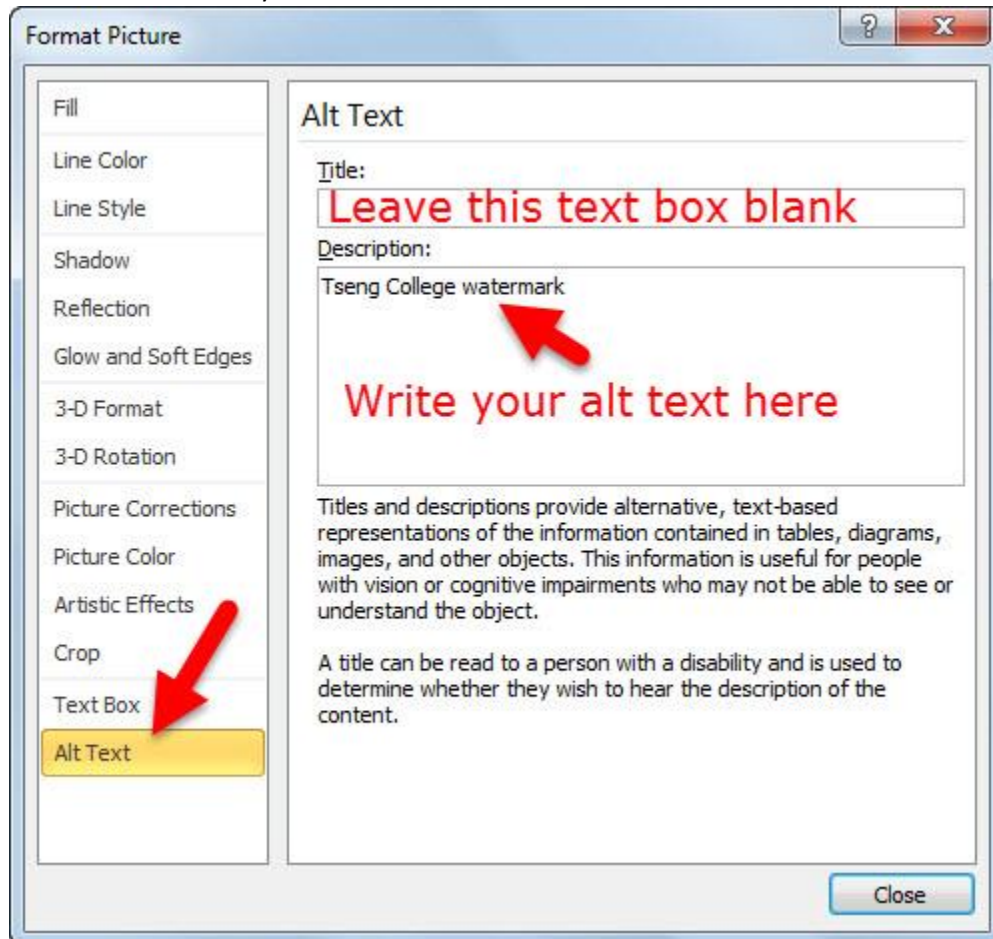 Format Picture
?
X
Fill
Line Color
Line Style
Shadow
Reflection
Glow and Soft Edges
3-D Format
3-D Rotation
Picture Corrections
Picture Color
Artistic Effects
Crop
Text Box
Alt Text
Alt Text
Title:
Leave this text box blank
Description:
Tseng College watermark
Write your alt text here
Titles and descriptions provide alternative, text-based
representations of the information contained in tables, diagrams,
images, and other objects. This information is useful for people
with vision or cognitive impairments who may not be able to see or
understand the object.
A title can be read to a person with a disability and is used to
determine whether they wish to hear the description of the
content.
Close